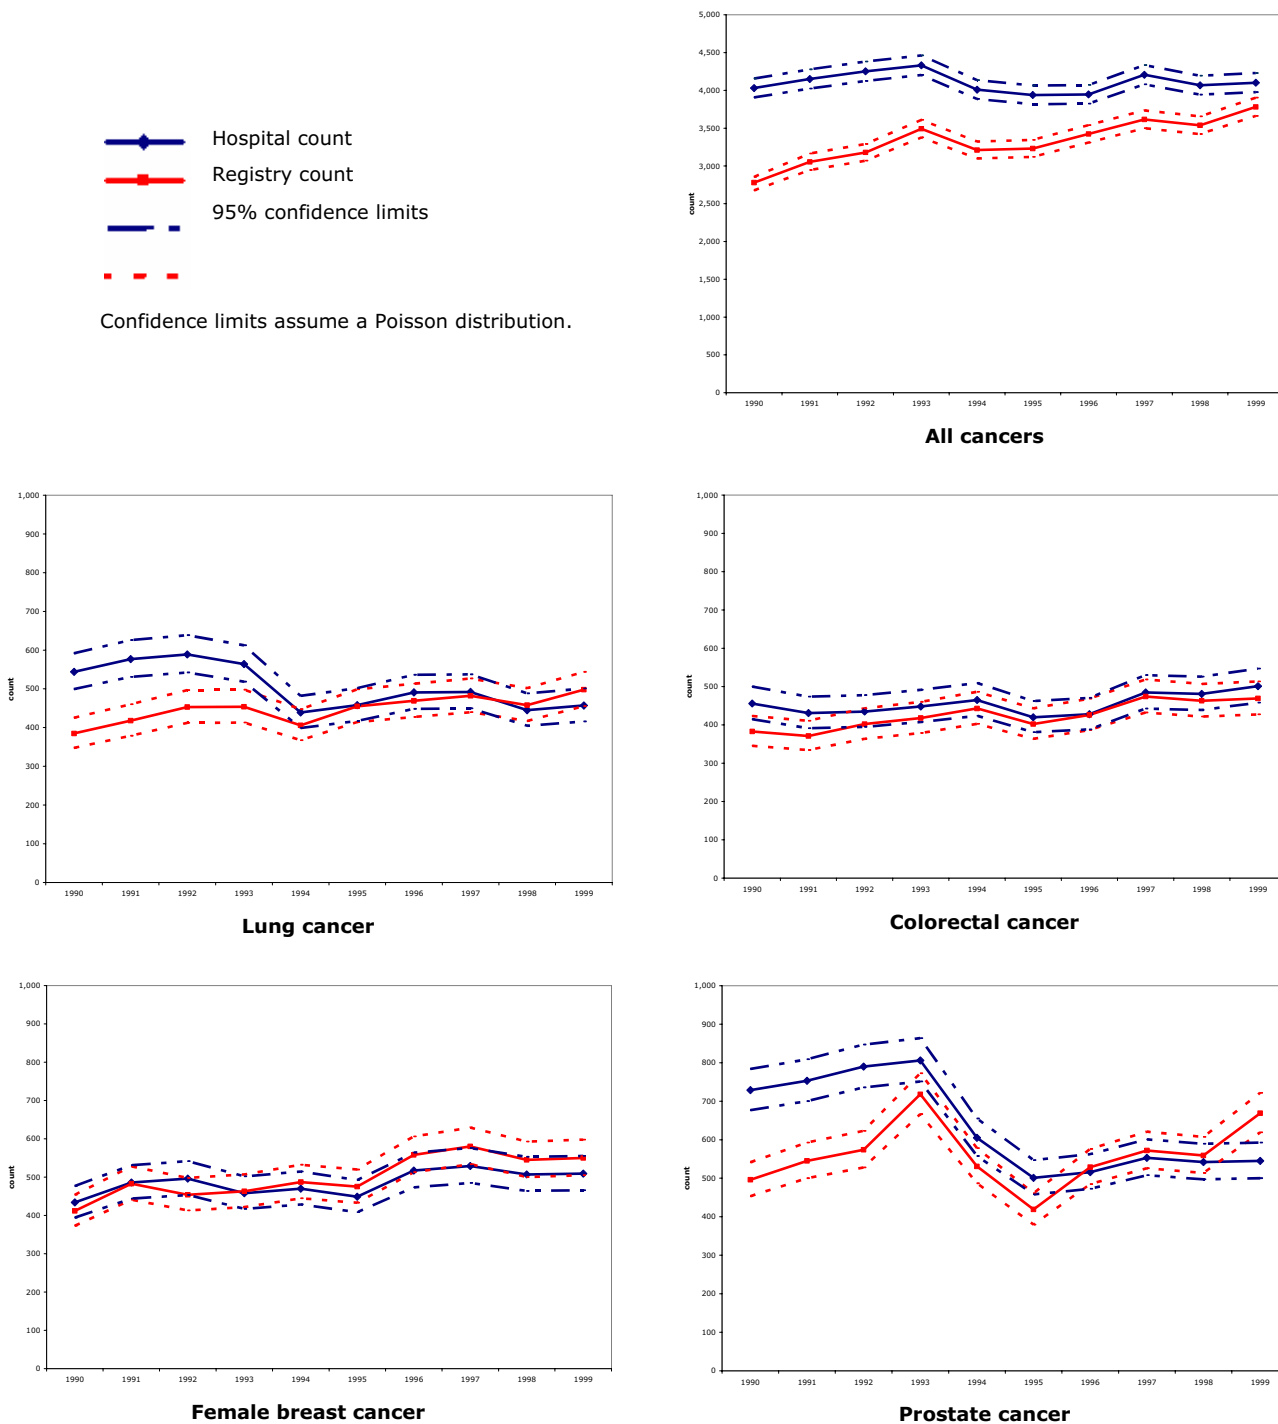 Hospital count
Registry count
95% confidence limits
Confidence limits assume a Poisson distribution.
5,000
4,500
4,000
3,500
3,000
2,500
2,000
1,500
1,000
500
0
count
1990 1991 1992 1993 1994 1995 1996 1997 1998 1999
All cancers
1,000
900
800
700
600
500
400
300
200
100
0
count
1990 1991 1992 1993 1994 1995 1996 1997 1998 1999
Lung cancer
1,000
900
800
700
600
500
400
300
200
100
0
count
1990 1991 1992 1993 1994 1995 1996 1997 1998 1999
Colorectal cancer
1,000
900
800
700
600
500
400
300
200
100
0
count
1990 1991 1992 1993 1994 1995 1996 1997 1998 1999
Female breast cancer
1,000
900
800
700
600
500
400
300
200
100
0
count
1990 1991 1992 1993 1994 1995 1996 1997 1998 1999
Prostate cancer